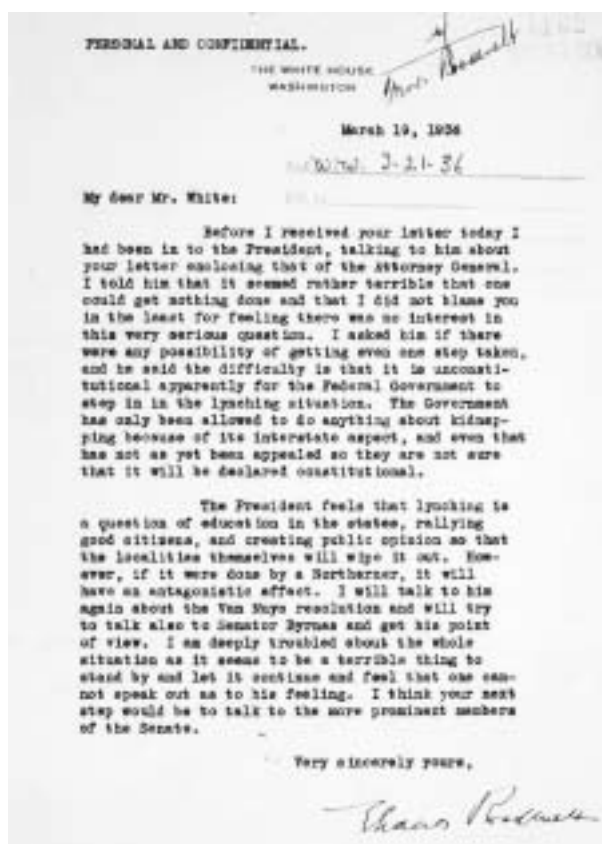 PERSONAL AND CONFIDENTIAL.
THE WHITE HOUSE
WASHINGTON
March 19, 1936
3-21-36
My dear Mr. White:
Before I received your letter today I
had been in to the President, talking to him about
your letter enclosing that of the Attorney General.
I told him that it seemed rather terrible that one
could get nothing done and that I did not blame you
in the least for feeling there was no interest in
this very serious question. I asked him if there
were any possibility of getting even one step taken,
and he said the difficulty is that it is unconsti-
tutional apparently for the Federal Government to
step in in the lynching situation. The Government
has only been allowed to do anything about kidnap-
ping because of its interstate aspect, and even that
has not as yet been appealed so they are not sure
that it will be declared constitutional.
The President feels that lynching is
a question of education in the states, rallying
good citizens, and creating public opinion so that
the localities themselves will wipe it out. How-
ever, if it were done by a Northerner, it will
have an antagonistic effect. I will talk to him
again about the Van Nuys resolution and will try
to talk also to Senator Byrnes and get his point
of view. I am deeply troubled about the whole
situation as it seems to be a terrible thing to
stand by and let it continue and feel that one can-
not speak out as to his feeling. I think your next
step would be to talk to the more prominent members
of the Senate.
Very sincerely yours,
Eleanor Roosevelt